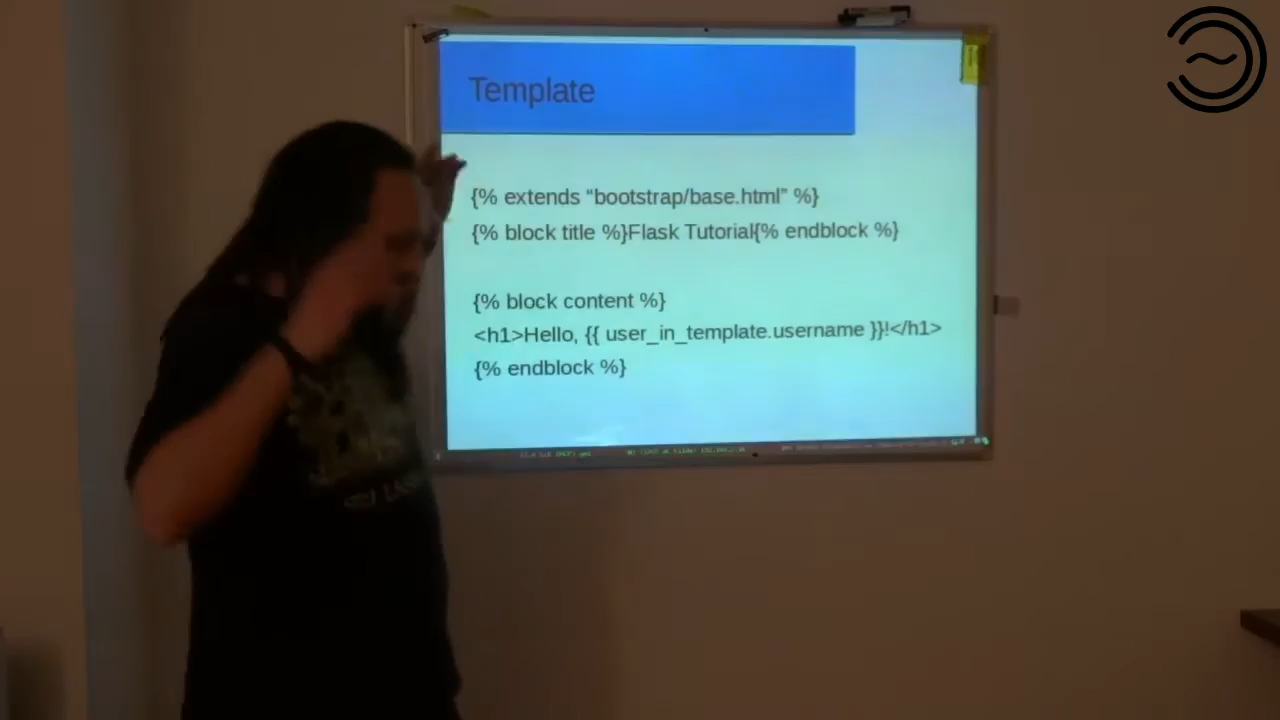 Template
{% extends “bootstrap/base.html” %}
{% block title %}Flask Tutorial{% endblock %}
{% block content %}
<h1>Hello, {{ user_in_template.username }}!</h1>
{% endblock %}